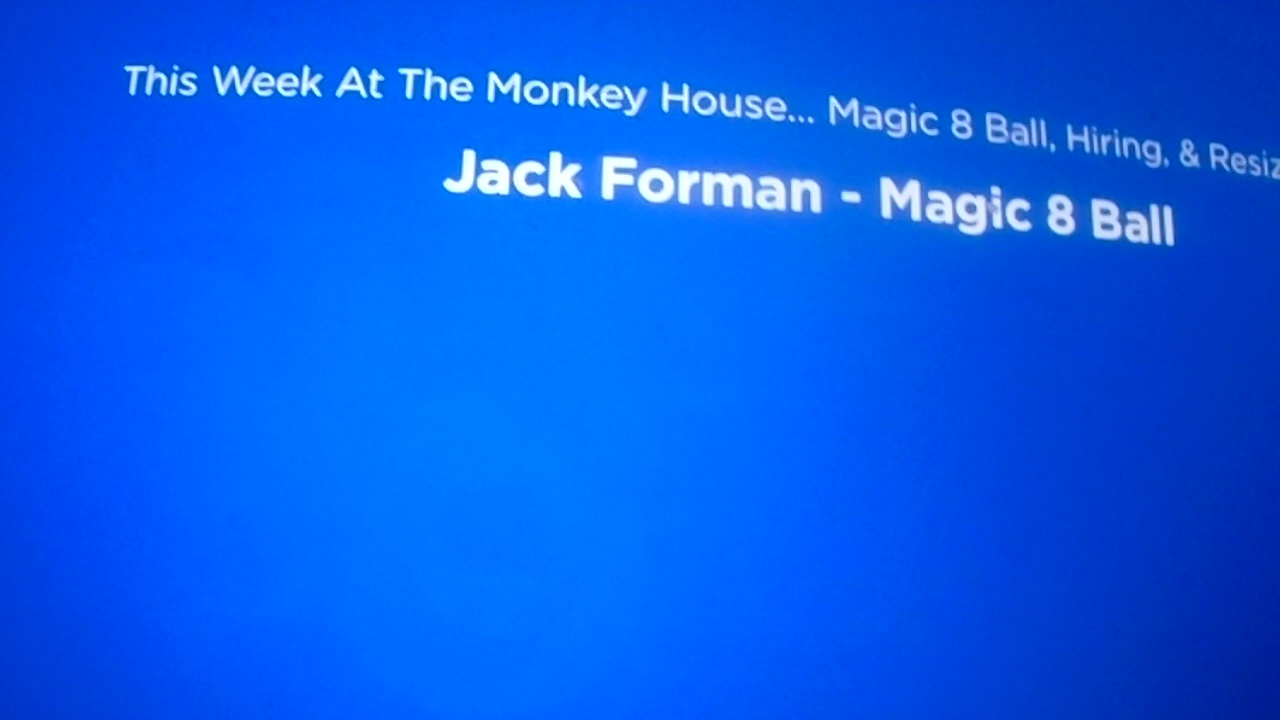 This Week At The Monkey House... Magic 8 Ball, Hiring, & 
Jack Forman - Magic 8 Ball